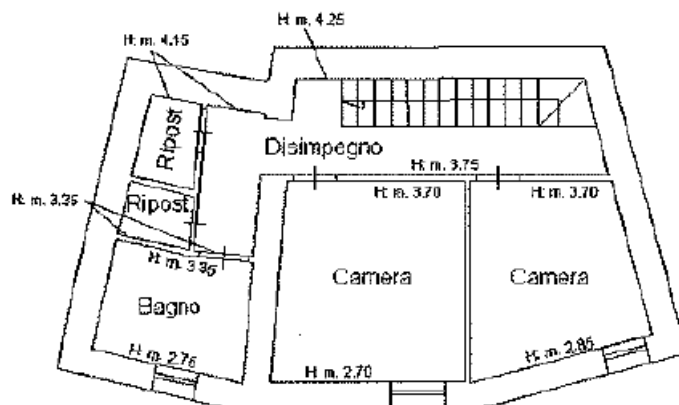 H: m. 4.25
H: m. 4.15
Ripost
Disimpegno
H: m. 3.75
H: m. 3.70
H: m. 3.70
H: m. 3.35
Ripost
H: m. 3.35
Camera
Camera
Bagno
H: m. 2.75
H: m. 2.70
H: m. 2.85